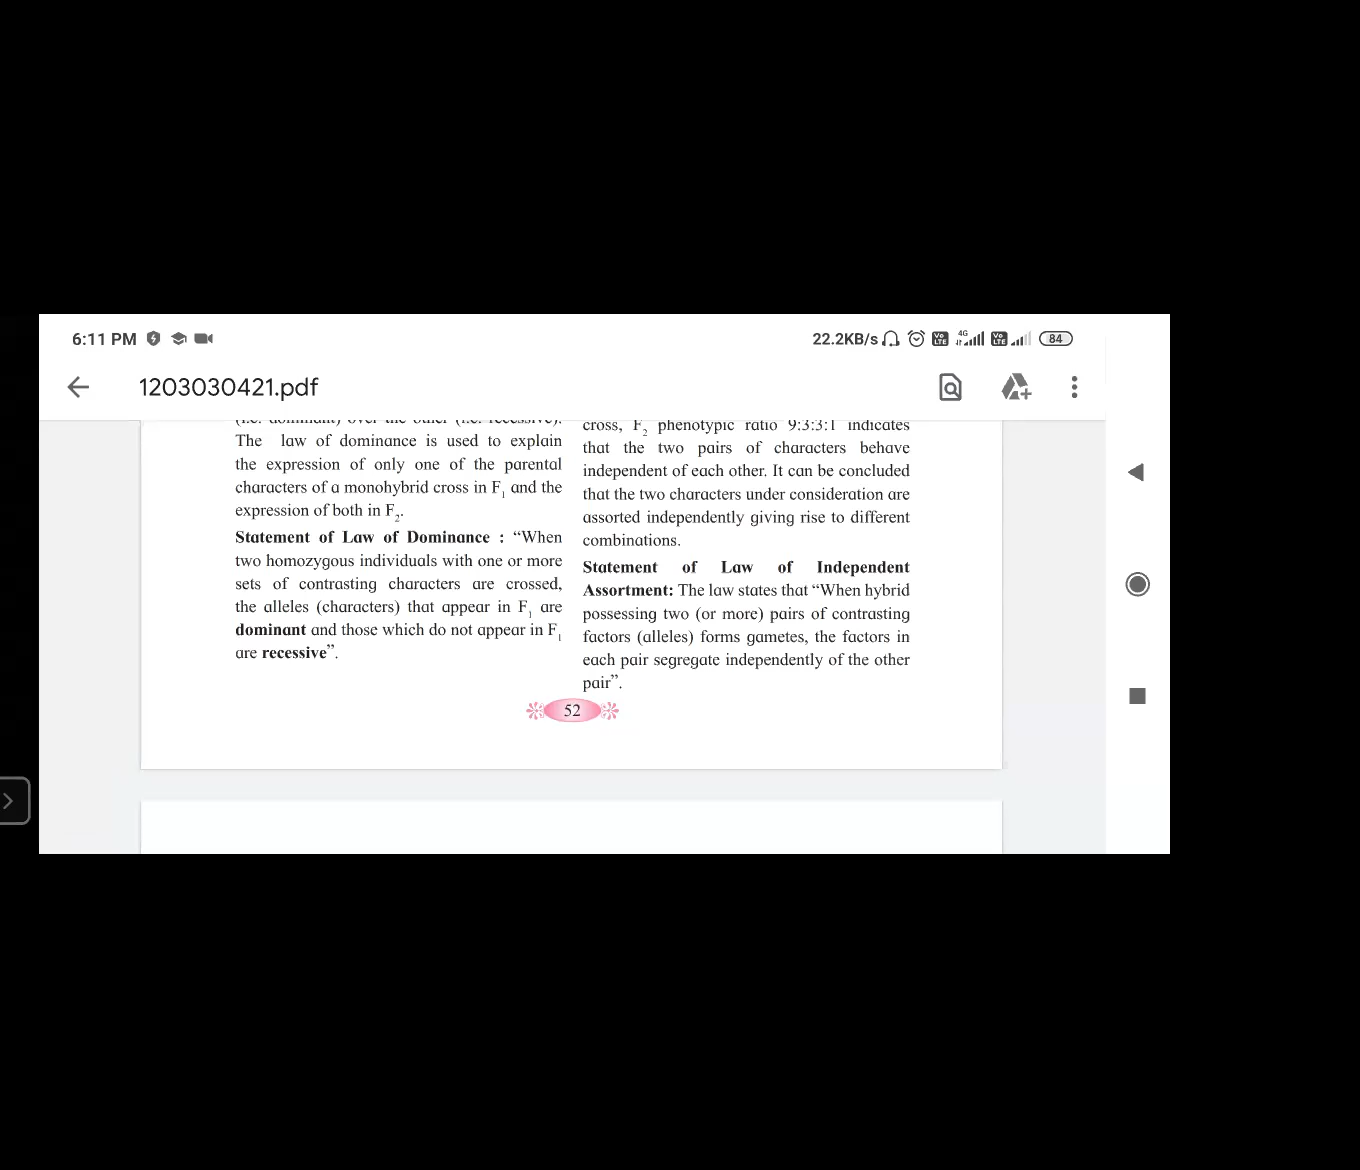 6:11 PM
22.2KB/s
4G
Vo LTE
Vo LTE
84
1203030421.pdf
(i.e. dominant) over the other (i.e. recessive).
The law of dominance is used to explain
the expression of only one of the parental
characters of a monohybrid cross in F1 and the
expression of both in F2.
Statement of Law of Dominance : “When
two homozygous individuals with one or more
sets of contrasting characters are crossed,
the alleles (characters) that appear in F1 are
dominant and those which do not appear in F1
are recessive”.
cross, F2 phenotypic ratio 9:3:3:1 indicates
that the two pairs of characters behave
independent of each other. It can be concluded
that the two characters under consideration are
assorted independently giving rise to different
combinations.
Statement of Law of Independent
Assortment: The law states that “When hybrid
possessing two (or more) pairs of contrasting
factors (alleles) forms gametes, the factors in
each pair segregate independently of the other
pair”.
52